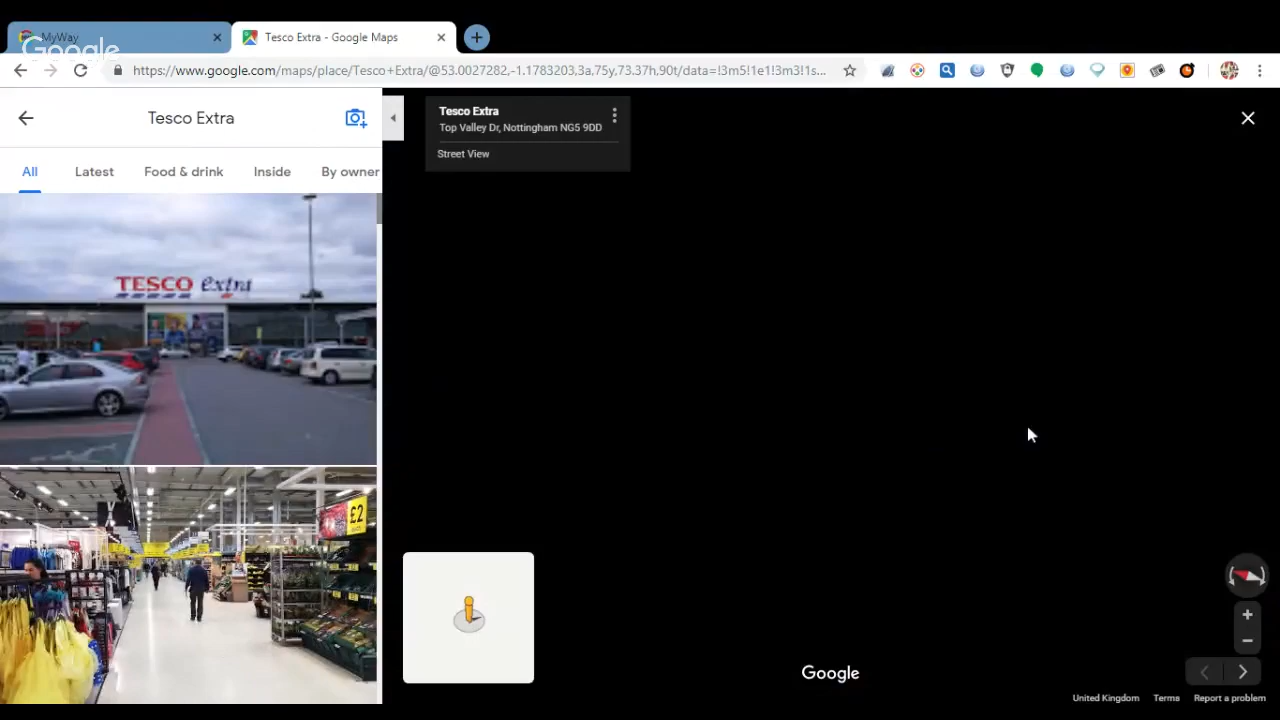 MyWay
Tesco Extra - Google Maps
Google
https://www.google.com/maps/place/Tesco+Extra/@53.0027282,-1.1783203,3a,75y,73.37h,90t/data=!3m5!1e1!3m3!1s...
Tesco Extra
All
Latest
Food & drink
Inside
By owner
TESCO extra
£2
Tesco Extra
Top Valley Dr, Nottingham NG5 9DD
Street View
Google
United Kingdom
Terms
Report a problem